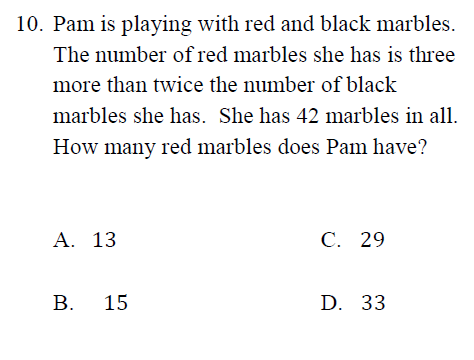 10. Pam is playing with red and black marbles.
The number of red marbles she has is three
more than twice the number of black
marbles she has. She has 42 marbles in all.
How many red marbles does Pam have?
A. 13
C. 29
B. 15
D. 33